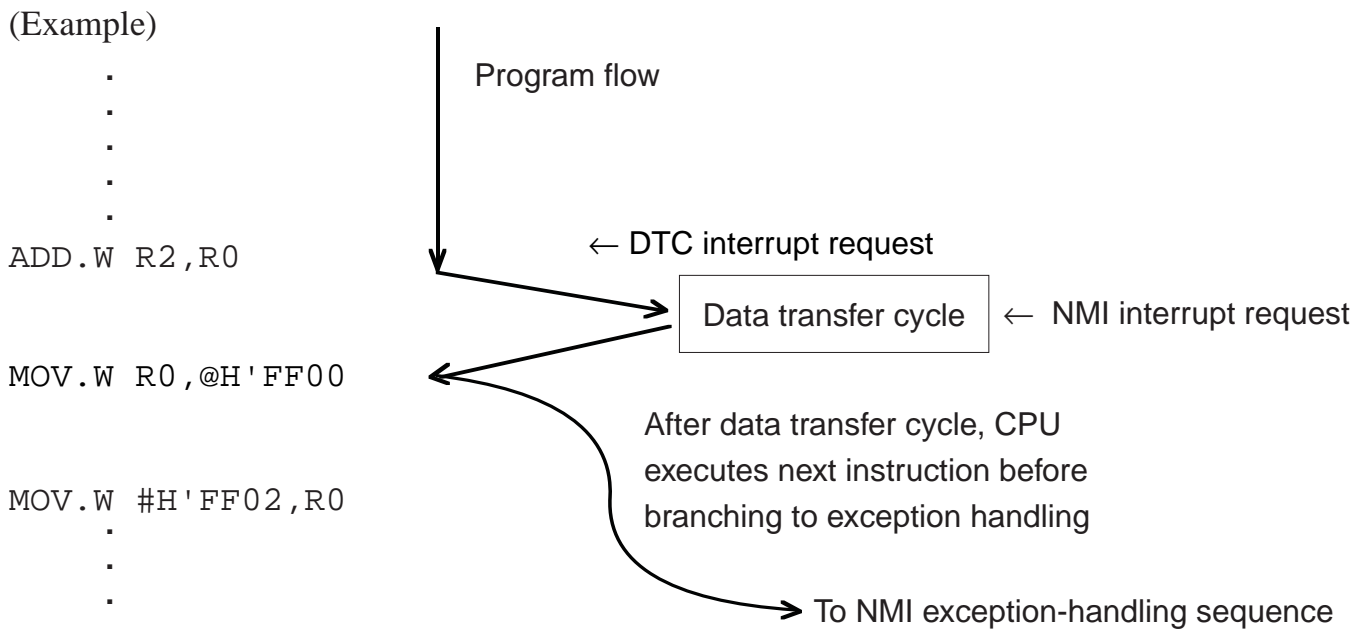 (Example)
Program flow
.
.
.
.
.
ADD.W R2,R0
← DTC interrupt request
Data transfer cycle
← NMI interrupt request
MOV.W R0,@H'FF00
After data transfer cycle, CPU
executes next instruction before
branching to exception handling
MOV.W #H'FF02,R0
.
.
.
To NMI exception-handling sequence